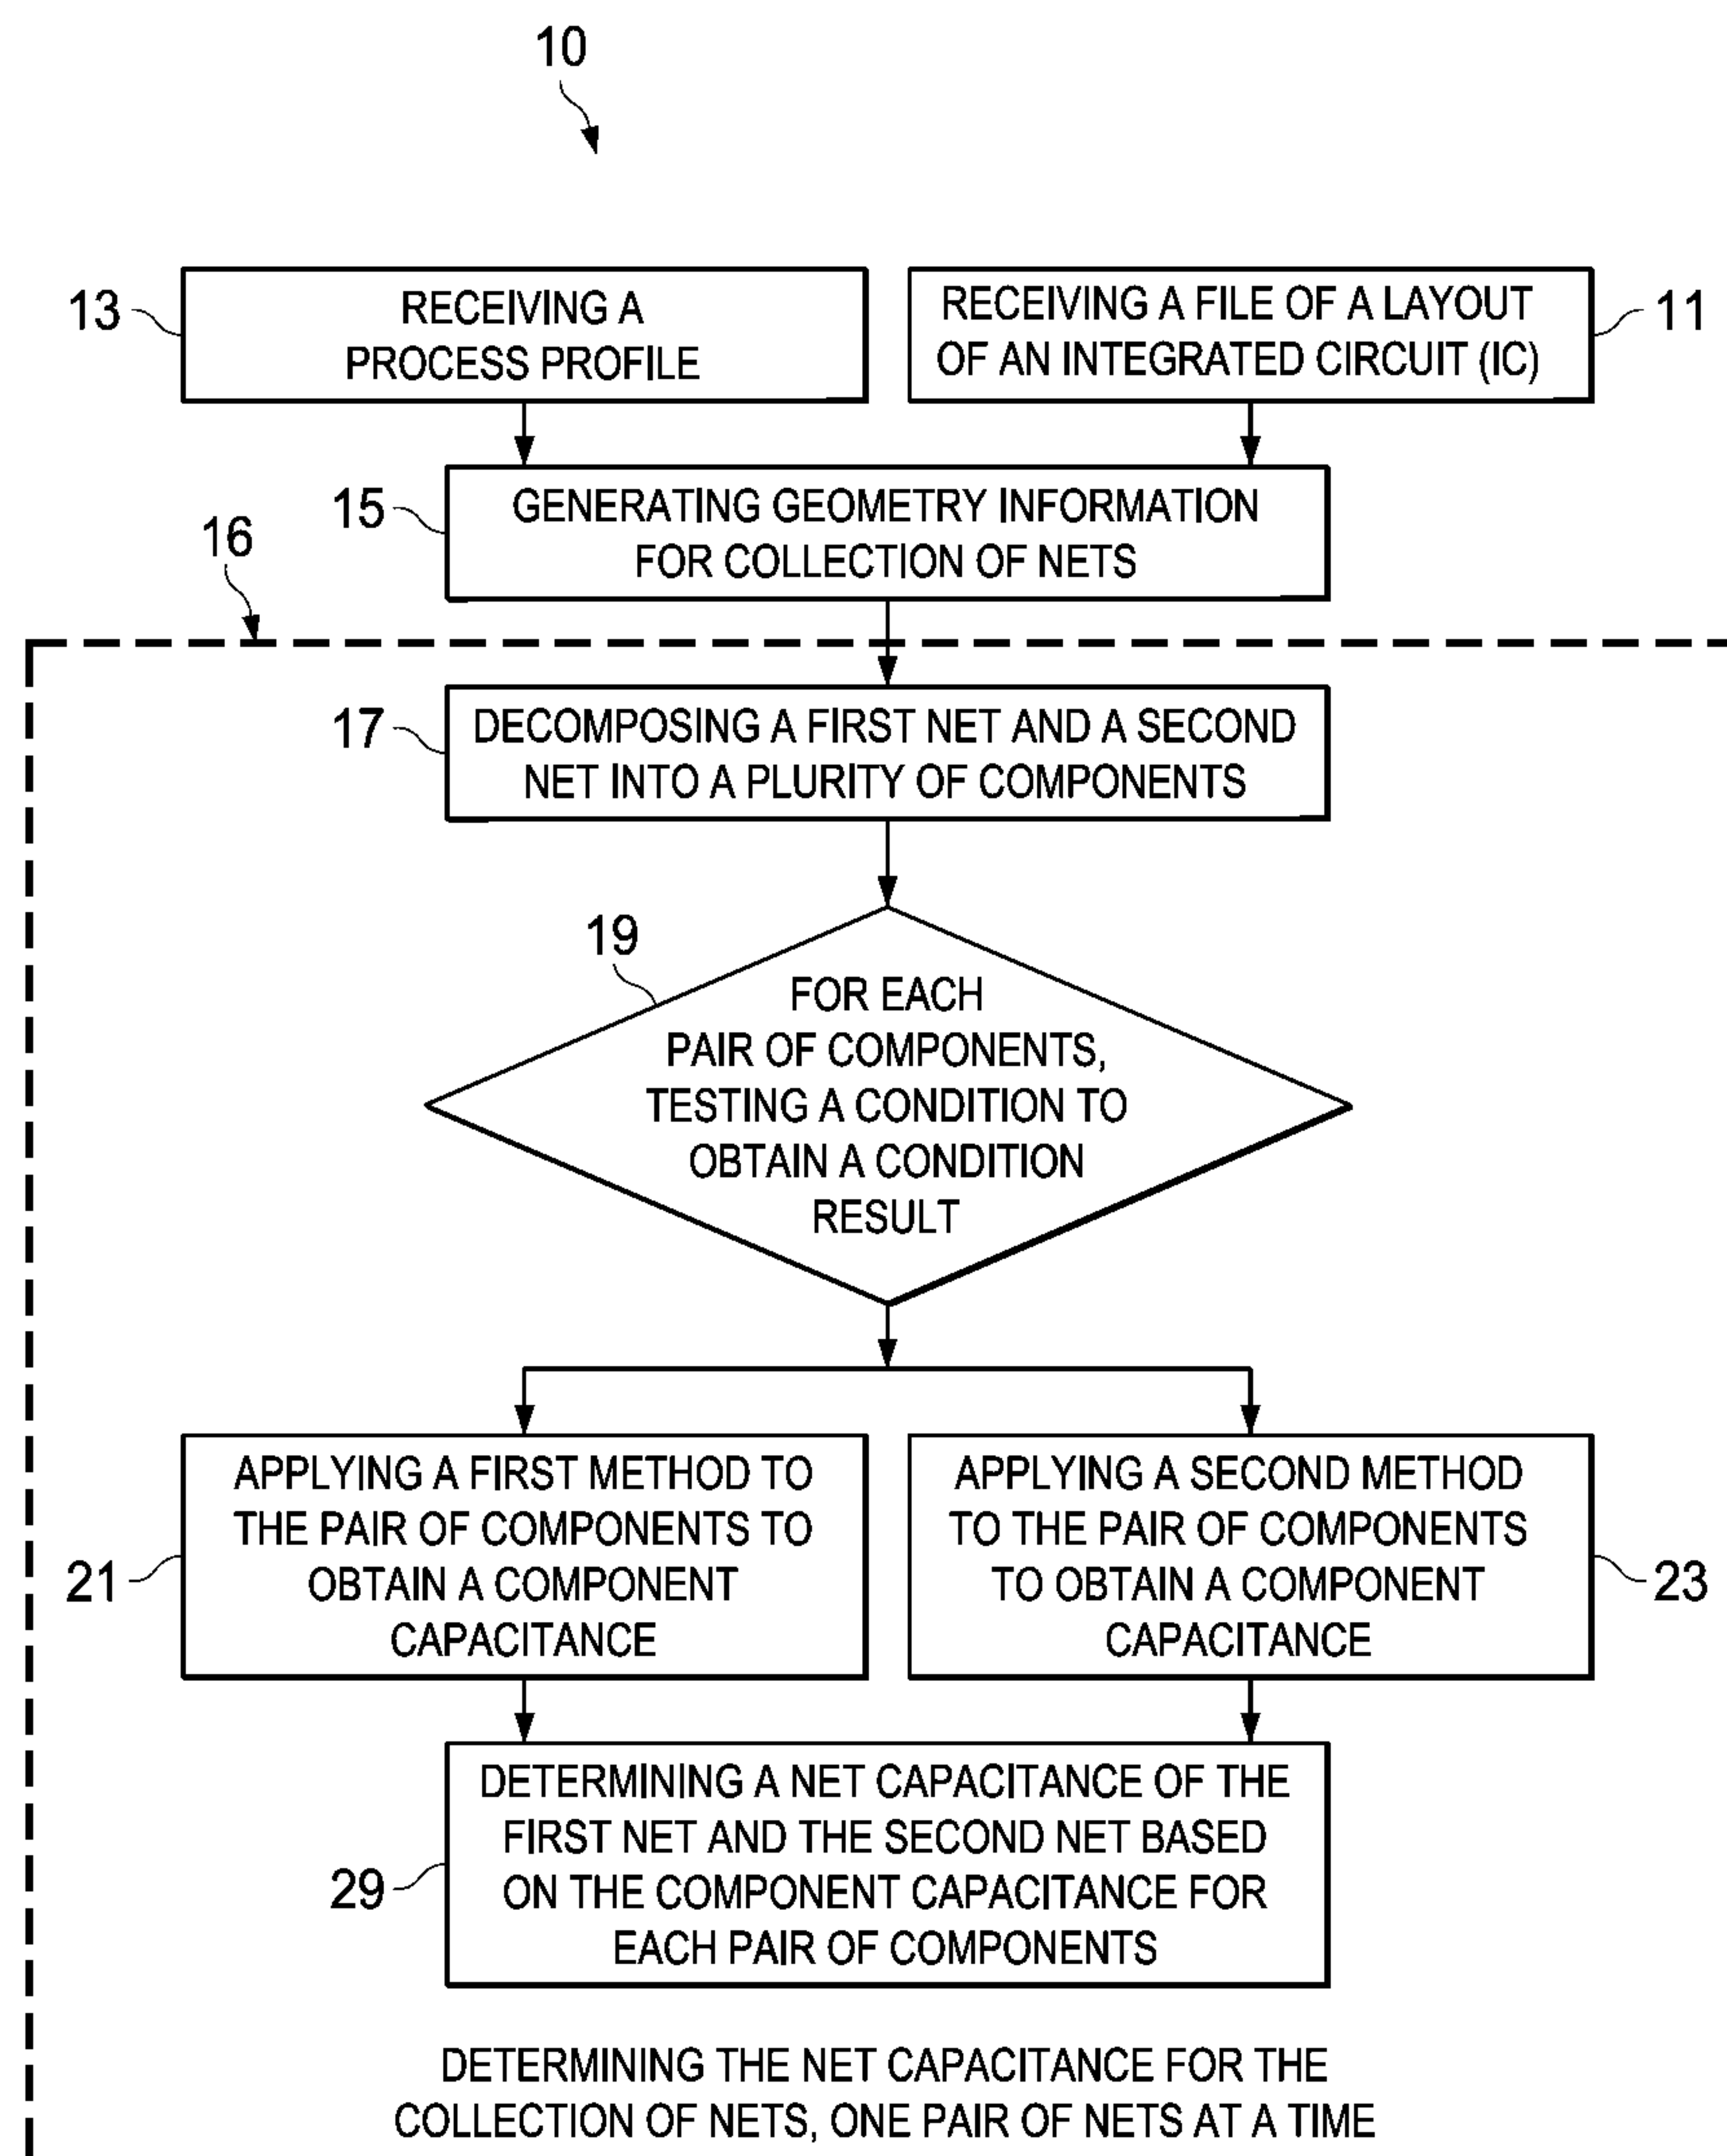 10
13
RECEIVING A
PROCESS PROFILE
RECEIVING A FILE OF A LAYOUT
OF AN INTEGRATED CIRCUIT (IC)
11
15
GENERATING GEOMETRY INFORMATION
FOR COLLECTION OF NETS
16
17
DECOMPOSING A FIRST NET AND A SECOND
NET INTO A PLURITY OF COMPONENTS
19
FOR EACH
PAIR OF COMPONENTS,
TESTING A CONDITION TO
OBTAIN A CONDITION
RESULT
21
APPLYING A FIRST METHOD TO
THE PAIR OF COMPONENTS TO
OBTAIN A COMPONENT
CAPACITANCE
APPLYING A SECOND METHOD
TO THE PAIR OF COMPONENTS
TO OBTAIN A COMPONENT
CAPACITANCE
23
29
DETERMINING A NET CAPACITANCE OF THE
FIRST NET AND THE SECOND NET BASED
ON THE COMPONENT CAPACITANCE FOR
EACH PAIR OF COMPONENTS
DETERMINING THE NET CAPACITANCE FOR THE
COLLECTION OF NETS, ONE PAIR OF NETS AT A TIME